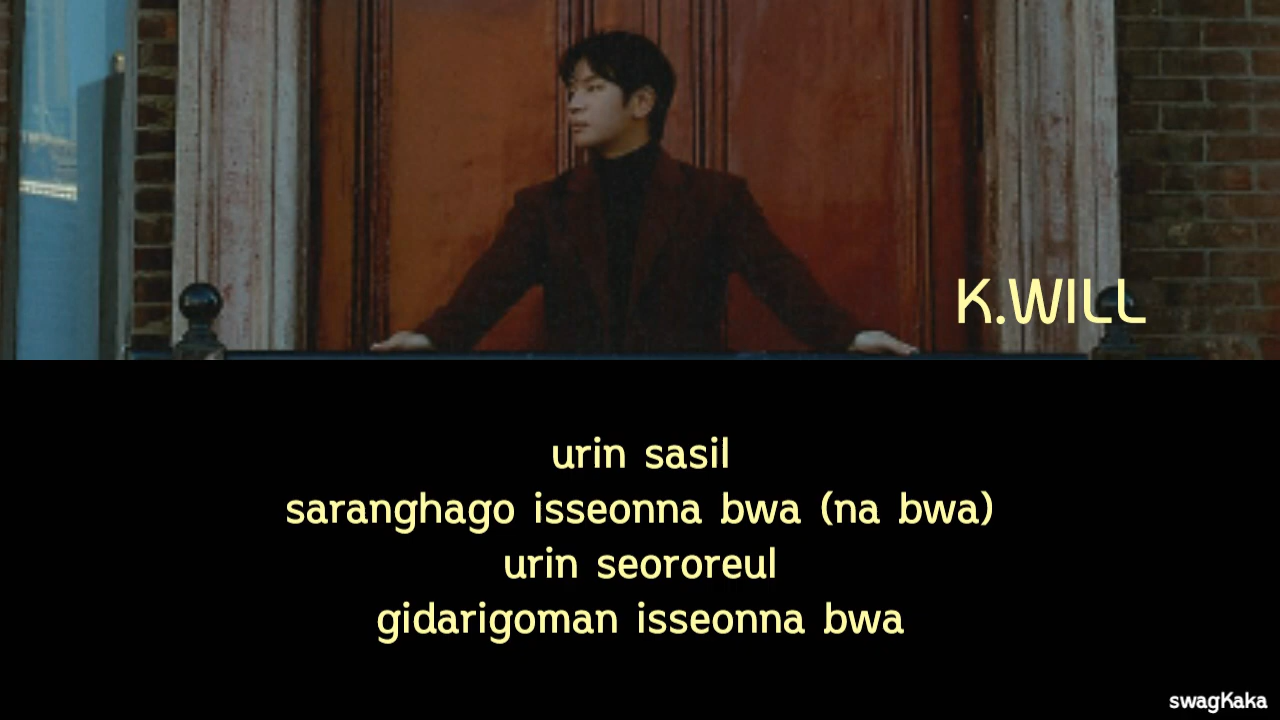 K.WILL
urin sasil
saranghago isseonna bwa (na bwa)
urin seororeul
gidarigoman isseonna bwa
swagKaka